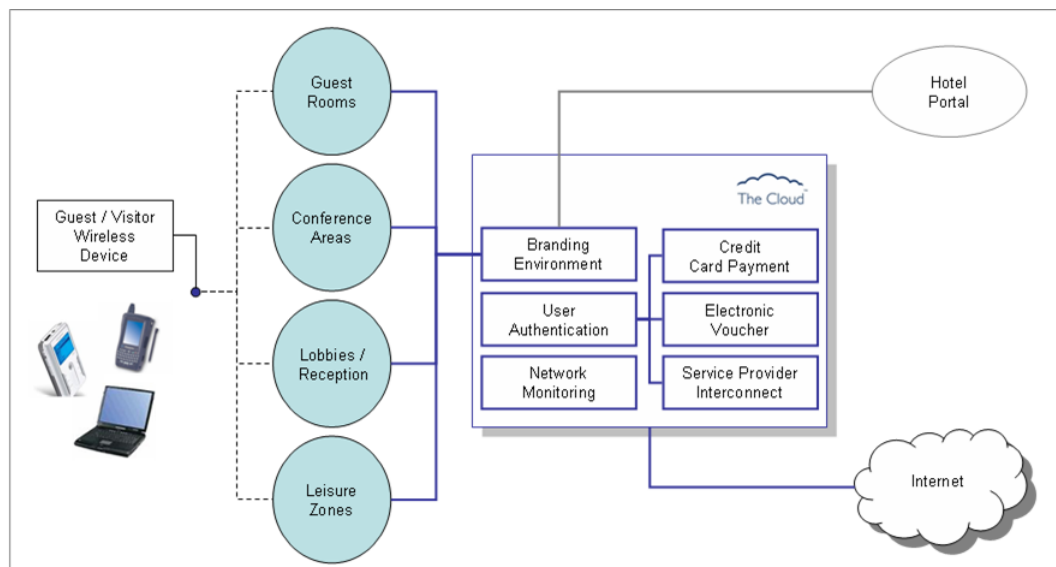 Guest
Rooms
Hotel
Portal
The Cloud™
Guest / Visitor
Wireless
Device
Conference
Areas
Branding
Environment
Credit
Card Payment
User
Authentication
Electronic
Voucher
Lobbies /
Reception
Network
Monitoring
Service Provider
Interconnect
Leisure
Zones
Internet